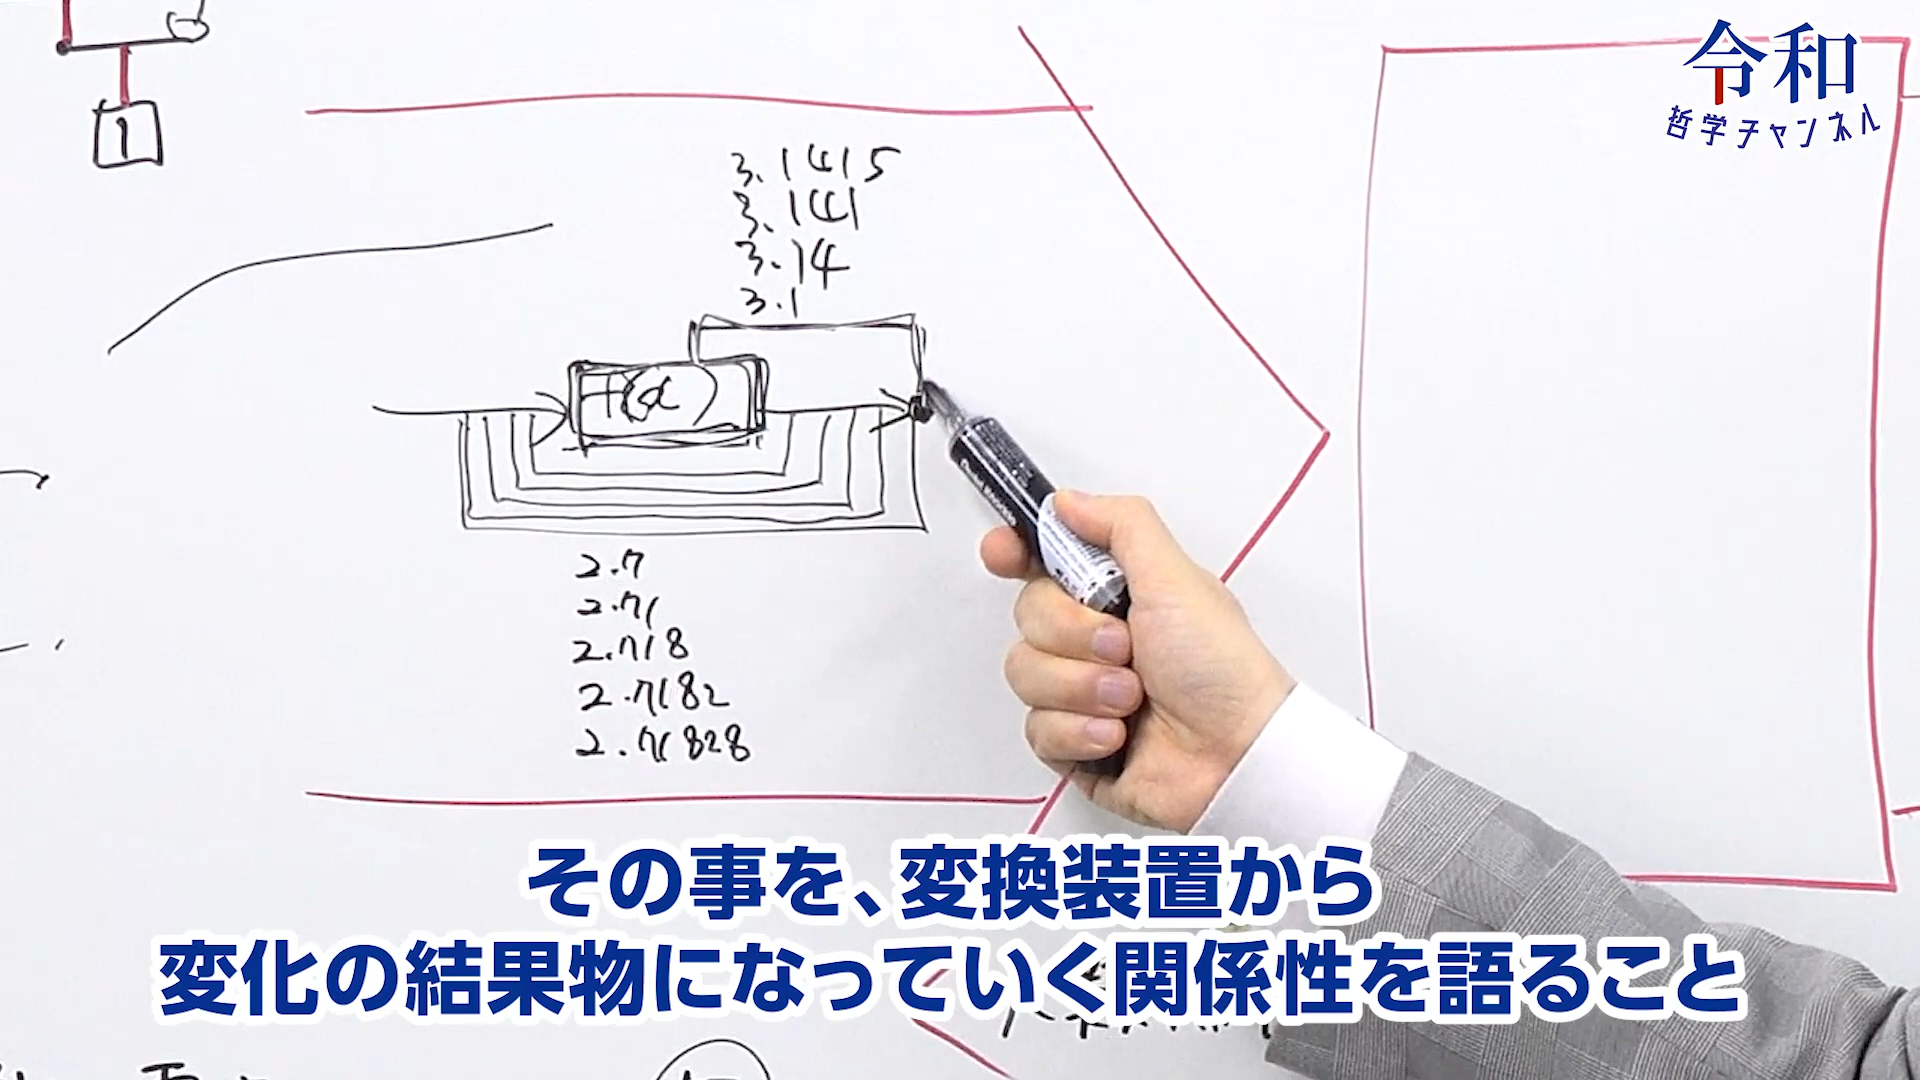 令和
哲学チャンネル
1
3.1415
3.141
3.14
3.1
f(x)
2.7
2.71
2.718
2.7182
2.71828
その事を、変換装置から
変化の結果物になっていく関係性を語ること